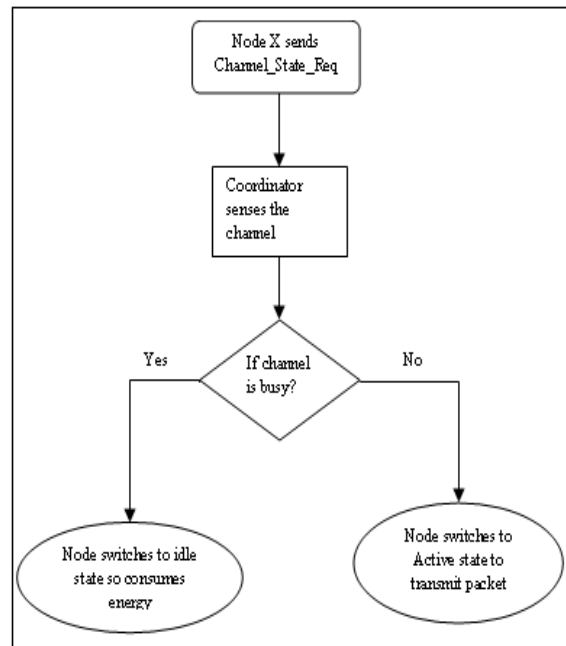 Node X sends
Channel_State_Req
Coordinator
senses the
channel
If channel
is busy?
Yes
No
Node switches to idle
state so consumes
energy
Node switches to
Active state to
transmit packet